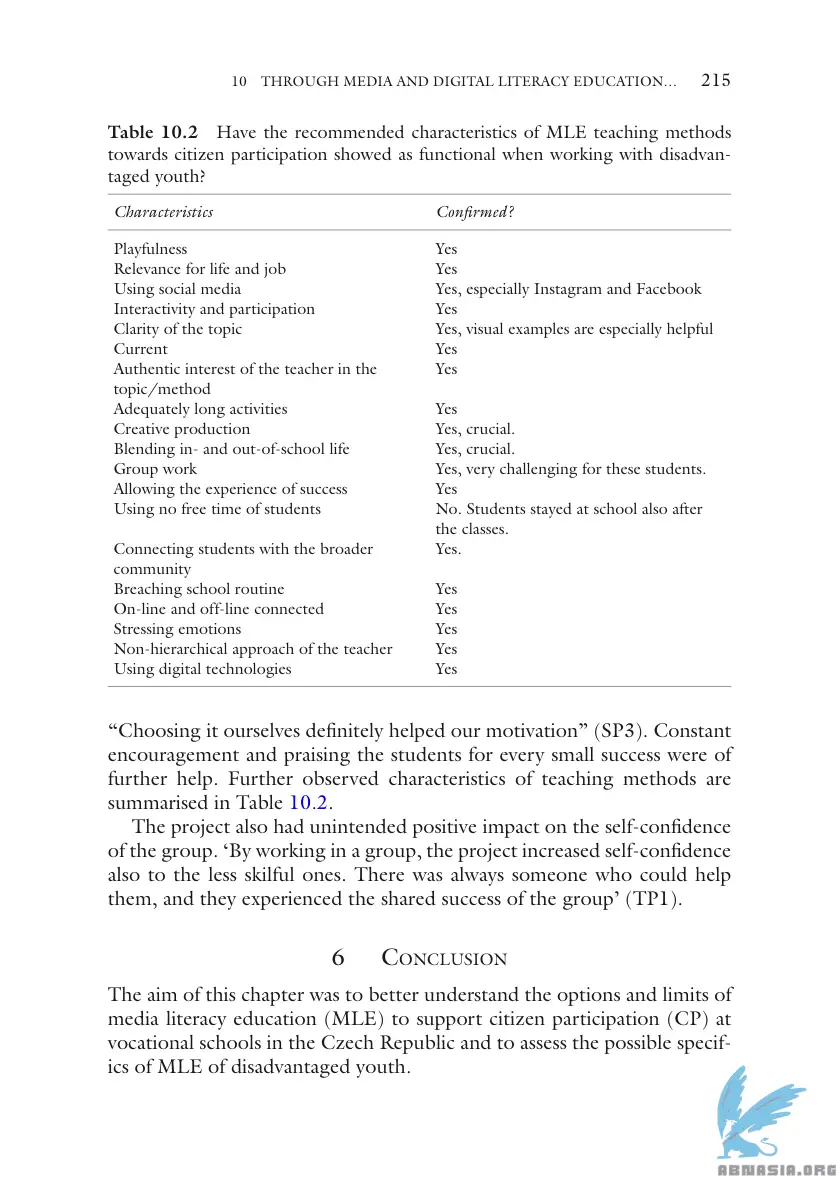 10 THROUGH MEDIA AND DIGITAL LITERACY EDUCATION… 215
Table 10.2 Have the recommended characteristics of MLE teaching methods
towards citizen participation showed as functional when working with disadvan-
taged youth?
Characteristics Confirmed?
Playfulness Yes
Relevance for life and job Yes
Using social media Yes, especially Instagram and Facebook
Interactivity and participation Yes
Clarity of the topic Yes, visual examples are especially helpful
Current Yes
Authentic interest of the teacher in the Yes
topic/method
Adequately long activities Yes
Creative production Yes, crucial.
Blending in- and out-of-school life Yes, crucial.
Group work Yes, very challenging for these students.
Allowing the experience of success Yes
Using no free time of students No. Students stayed at school also after
the classes.
Connecting students with the broader Yes.
community
Breaching school routine Yes
On-line and off-line connected Yes
Stressing emotions Yes
Non-hierarchical approach of the teacher Yes
Using digital technologies Yes
“Choosing it ourselves definitely helped our motivation” (SP3). Constant
encouragement and praising the students for every small success were of
further help. Further observed characteristics of teaching methods are
summarised in Table 10.2.
The project also had unintended positive impact on the self-confidence
of the group. ‘By working in a group, the project increased self-confidence
also to the less skilful ones. There was always someone who could help
them, and they experienced the shared success of the group’ (TP1).
6 Conclusion
The aim of this chapter was to better understand the options and limits of
media literacy education (MLE) to support citizen participation (CP) at
vocational schools in the Czech Republic and to assess the possible specif-
ics of MLE of disadvantaged youth.
ABNASIA.ORG